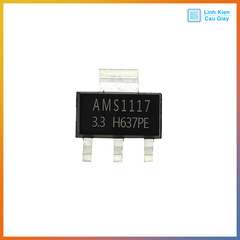 Linh Kiện
Cầu Giấy
AMS1117
3.3 H637PE